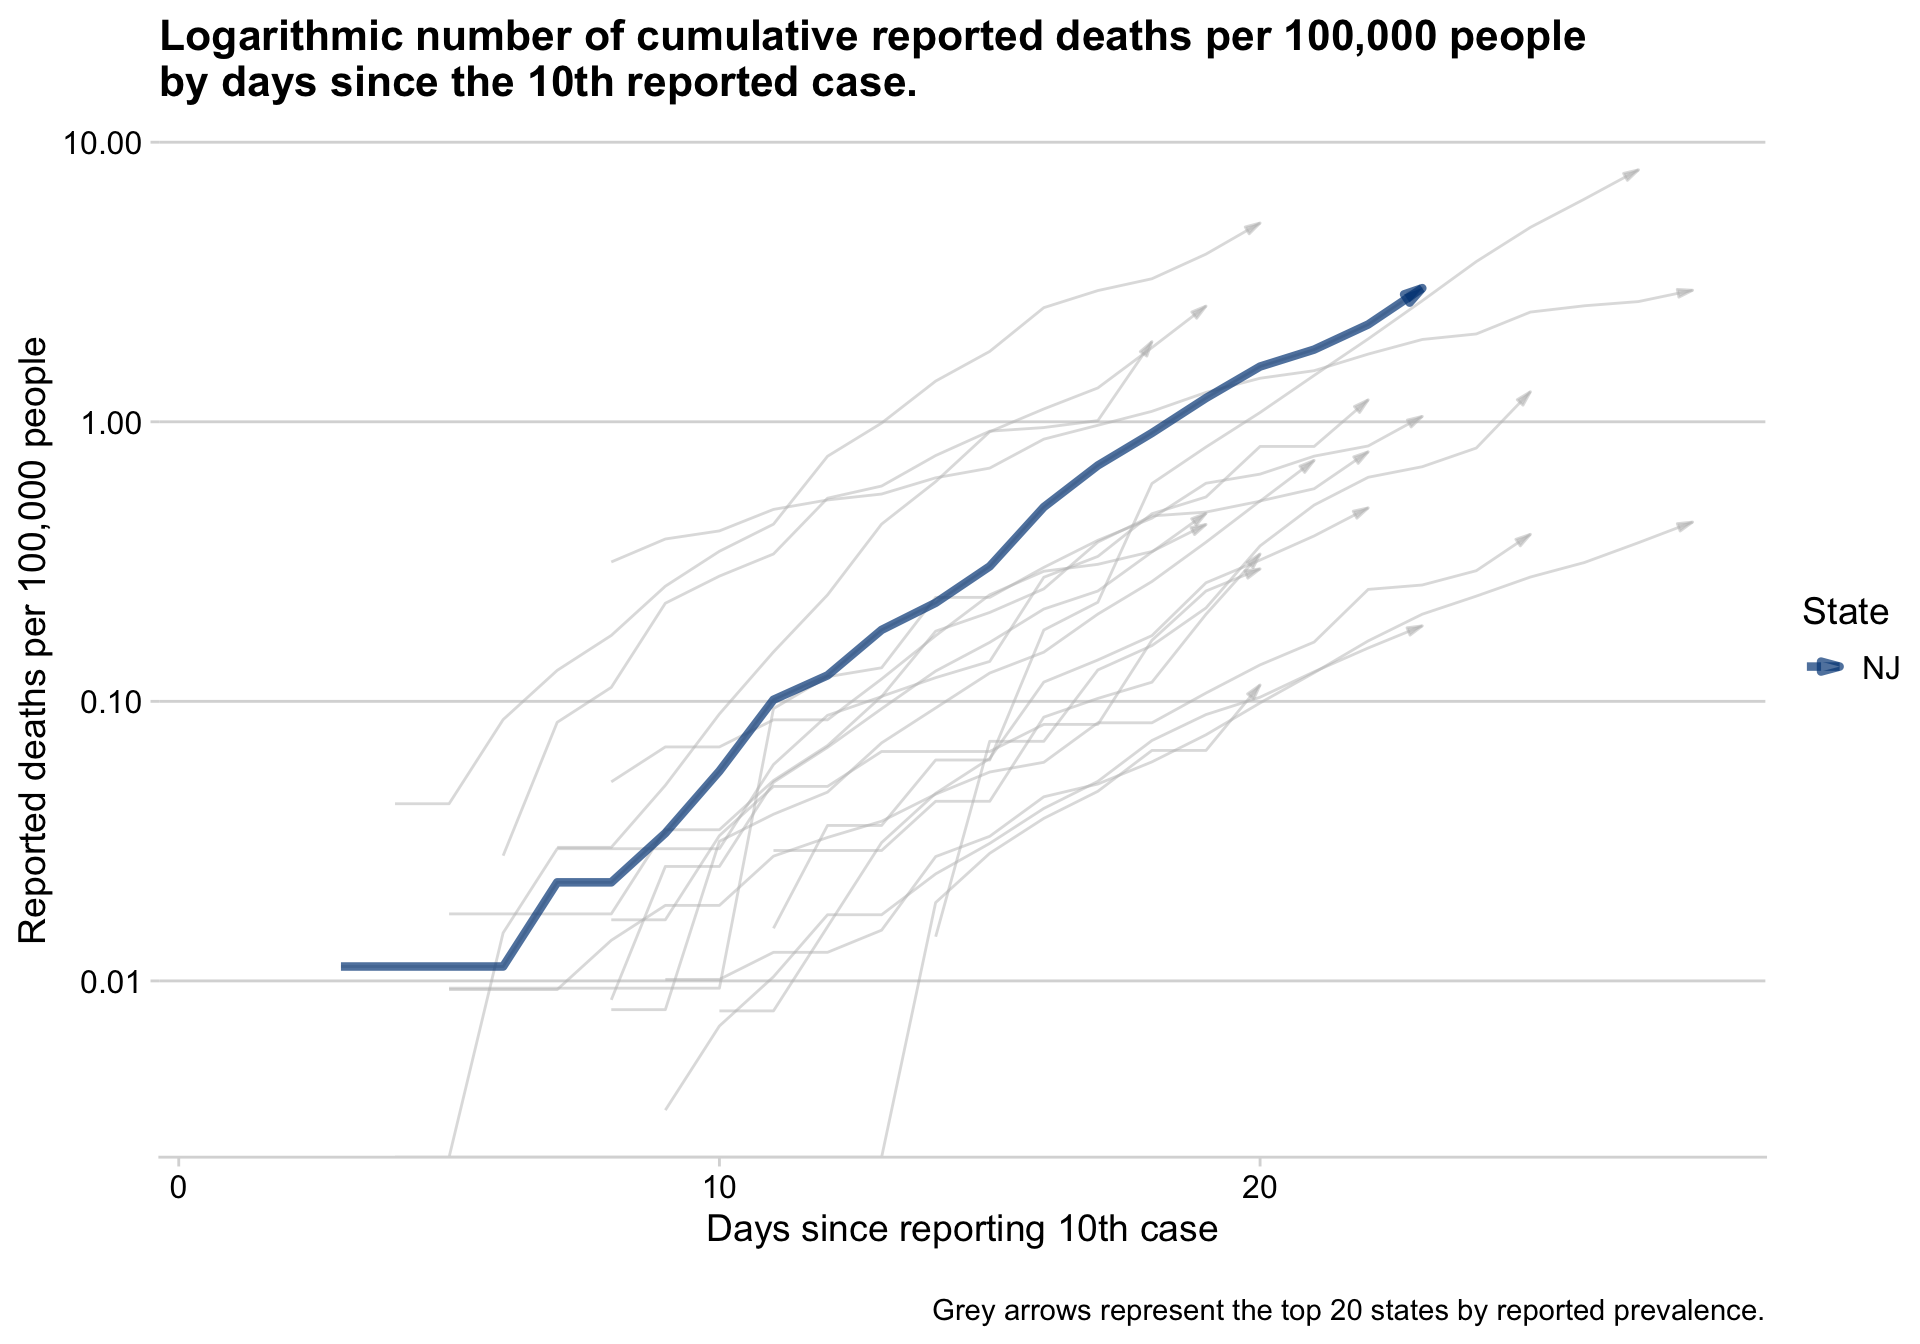 Logarithmic number of cumulative reported deaths per 100,000 people
by days since the 10th reported case.
10.00
1.00
0.10
0.01
Reported deaths per 100,000 people
0
10
20
Days since reporting 10th case
State
NJ
Grey arrows represent the top 20 states by reported prevalence.